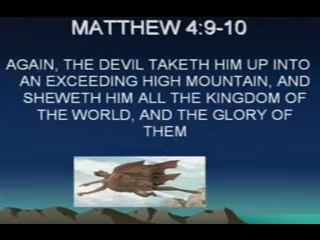 MATTHEW 4:9-10
AGAIN, THE DEVIL TAKETH HIM UP INTO
AN EXCEEDING HIGH MOUNTAIN, AND
SHEWETH HIM ALL THE KINGDOM OF
THE WORLD, AND THE GLORY OF
THEM